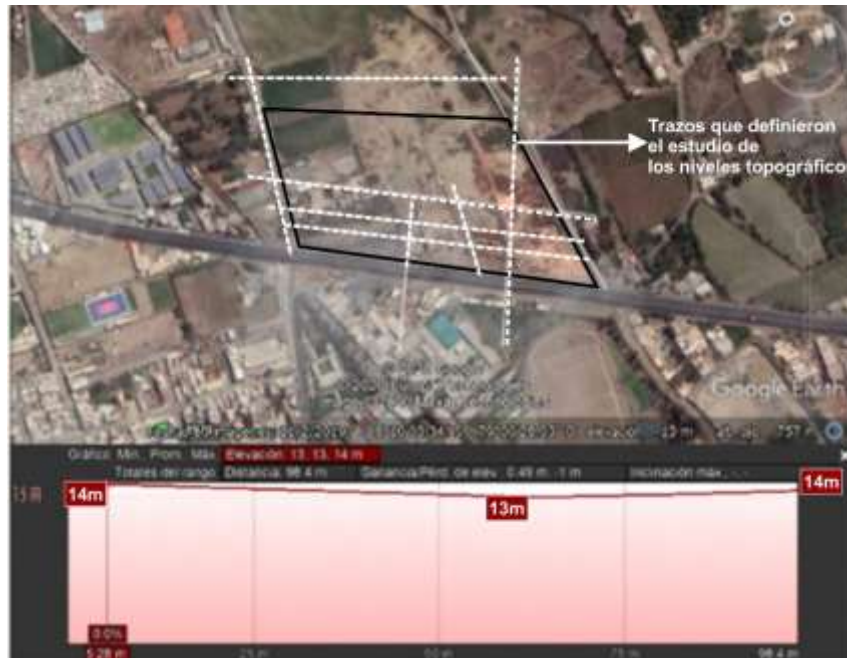 Trazos que definieron
el estudio de
los niveles topográfico
Google Earth
Gráfico Mín., Prom., Máx. Elevación: 13, 13, 14 m
Totales del rango: Distancia: 98.4 m Ganancia/Pérd. de elev.: 0.49 m, -1 m Inclinación máx.: -, -
14m
14m
13m
0.0%
5.28 m
25 m
50 m
75 m
98.4 m